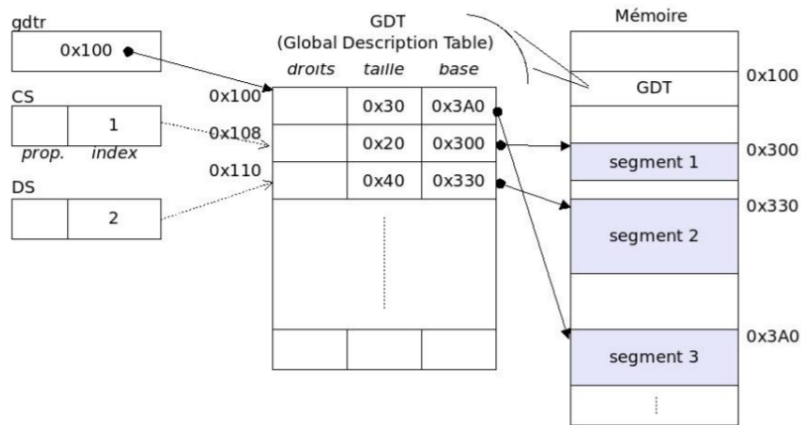 gdtr
0x100
CS
1
prop. index
DS
2
GDT
(Global Description Table)
droits taille base
0x100
0x30 0x3A0
0x108
0x20 0x300
0x110
0x40 0x330
Mémoire
0x100
GDT
0x300
segment 1
0x330
segment 2
0x3A0
segment 3